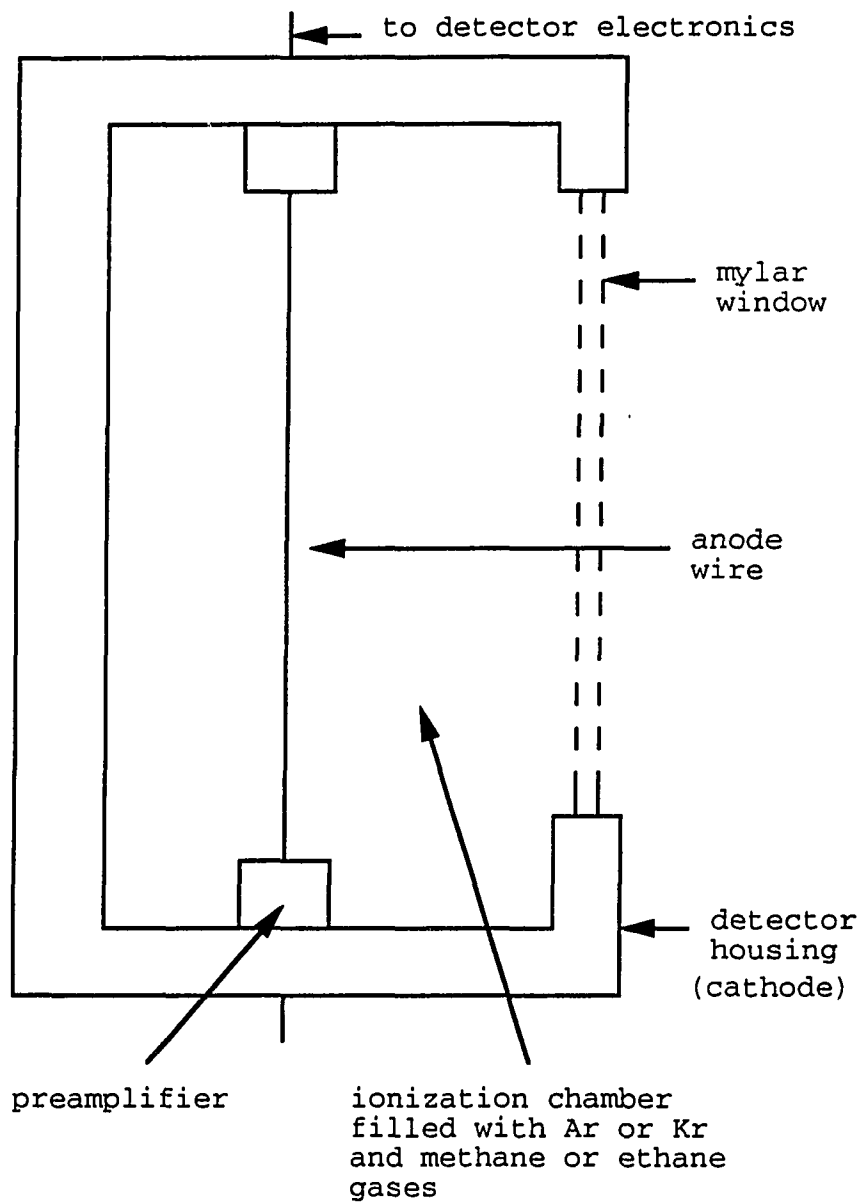 to detector electronics
mylar
window
anode
wire
detector
housing
(cathode)
preamplifier
ionization chamber
filled with Ar or Kr
and methane or ethane
gases